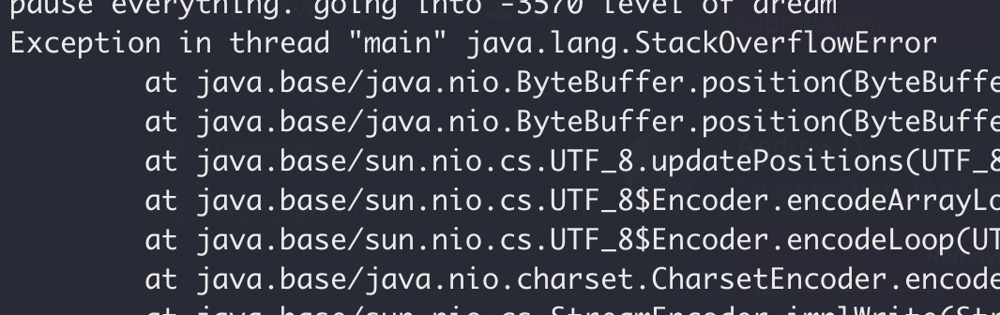 pause everything. going into -3570 level of dream
Exception in thread "main" java.lang.StackOverflowError
at java.base/java.nio.ByteBuffer.position(ByteBuffe
at java.base/java.nio.ByteBuffer.position(ByteBuffe
at java.base/sun.nio.cs.UTF_8.updatePositions(UTF_8
at java.base/sun.nio.cs.UTF_8$Encoder.encodeArrayLo
at java.base/sun.nio.cs.UTF_8$Encoder.encodeLoop(UT
at java.base/java.nio.charset.CharsetEncoder.encode
at java.base/sun.nio.cs.StreamEncoder.implWrite(Str